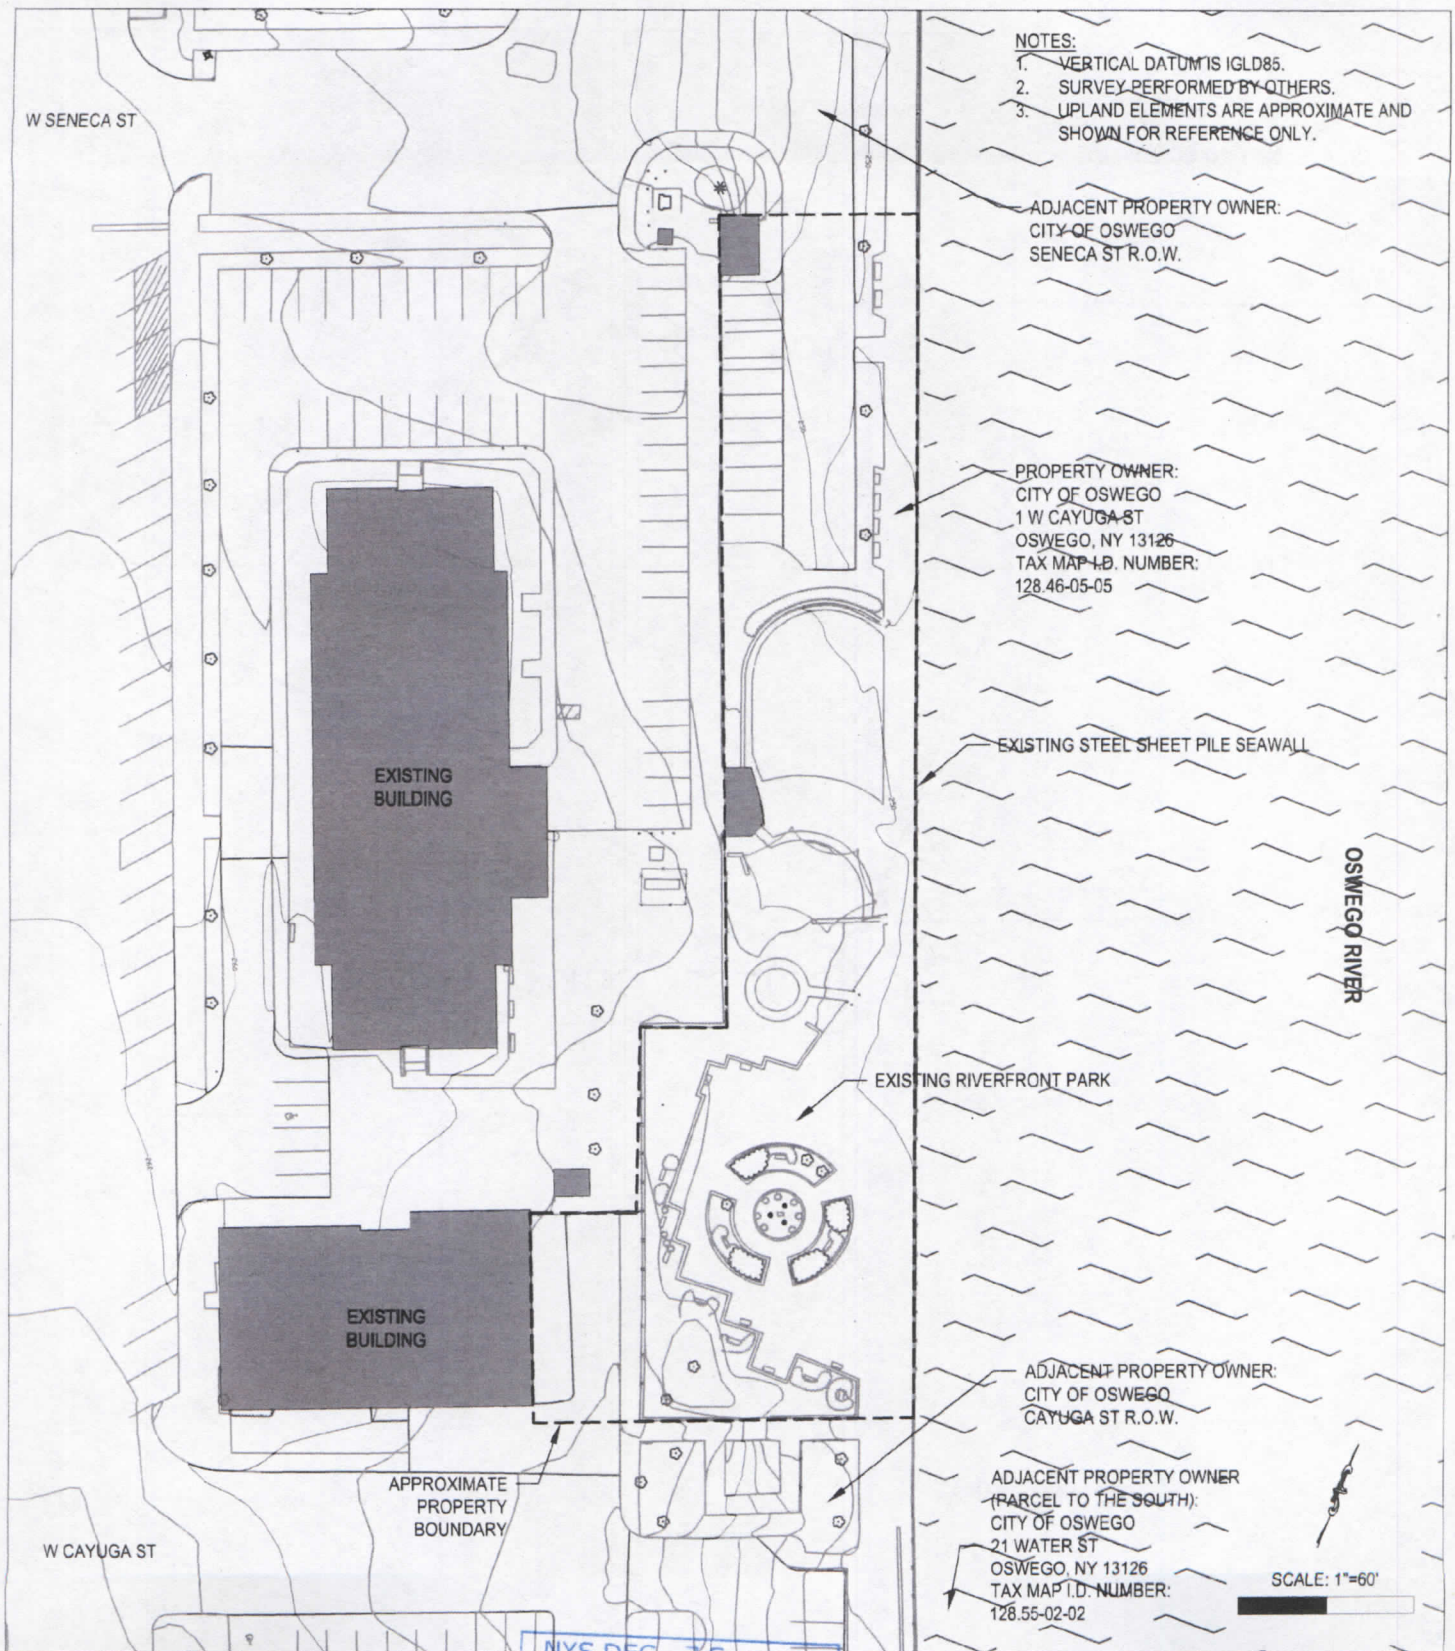 NOTES:
1. VERTICAL DATUM IS IGLD85.
2. SURVEY PERFORMED BY OTHERS.
3. UPLAND ELEMENTS ARE APPROXIMATE AND
SHOWN FOR REFERENCE ONLY.
W SENECA ST
ADJACENT PROPERTY OWNER:
CITY OF OSWEGO
SENECA ST R.O.W.
PROPERTY OWNER:
CITY OF OSWEGO
1 W CAYUGA ST
OSWEGO, NY 13126
TAX MAP I.D. NUMBER:
128.46-05-05
EXISTING STEEL SHEET PILE SEAWALL
EXISTING
BUILDING
OSWEGO RIVER
EXISTING RIVERFRONT PARK
EXISTING
BUILDING
ADJACENT PROPERTY OWNER:
CITY OF OSWEGO
CAYUGA ST R.O.W.
APPROXIMATE
PROPERTY
BOUNDARY
ADJACENT PROPERTY OWNER
(PARCEL TO THE SOUTH):
CITY OF OSWEGO
21 WATER ST
OSWEGO, NY 13126
TAX MAP I.D. NUMBER:
128.55-02-02
W CAYUGA ST
SCALE: 1"=60'